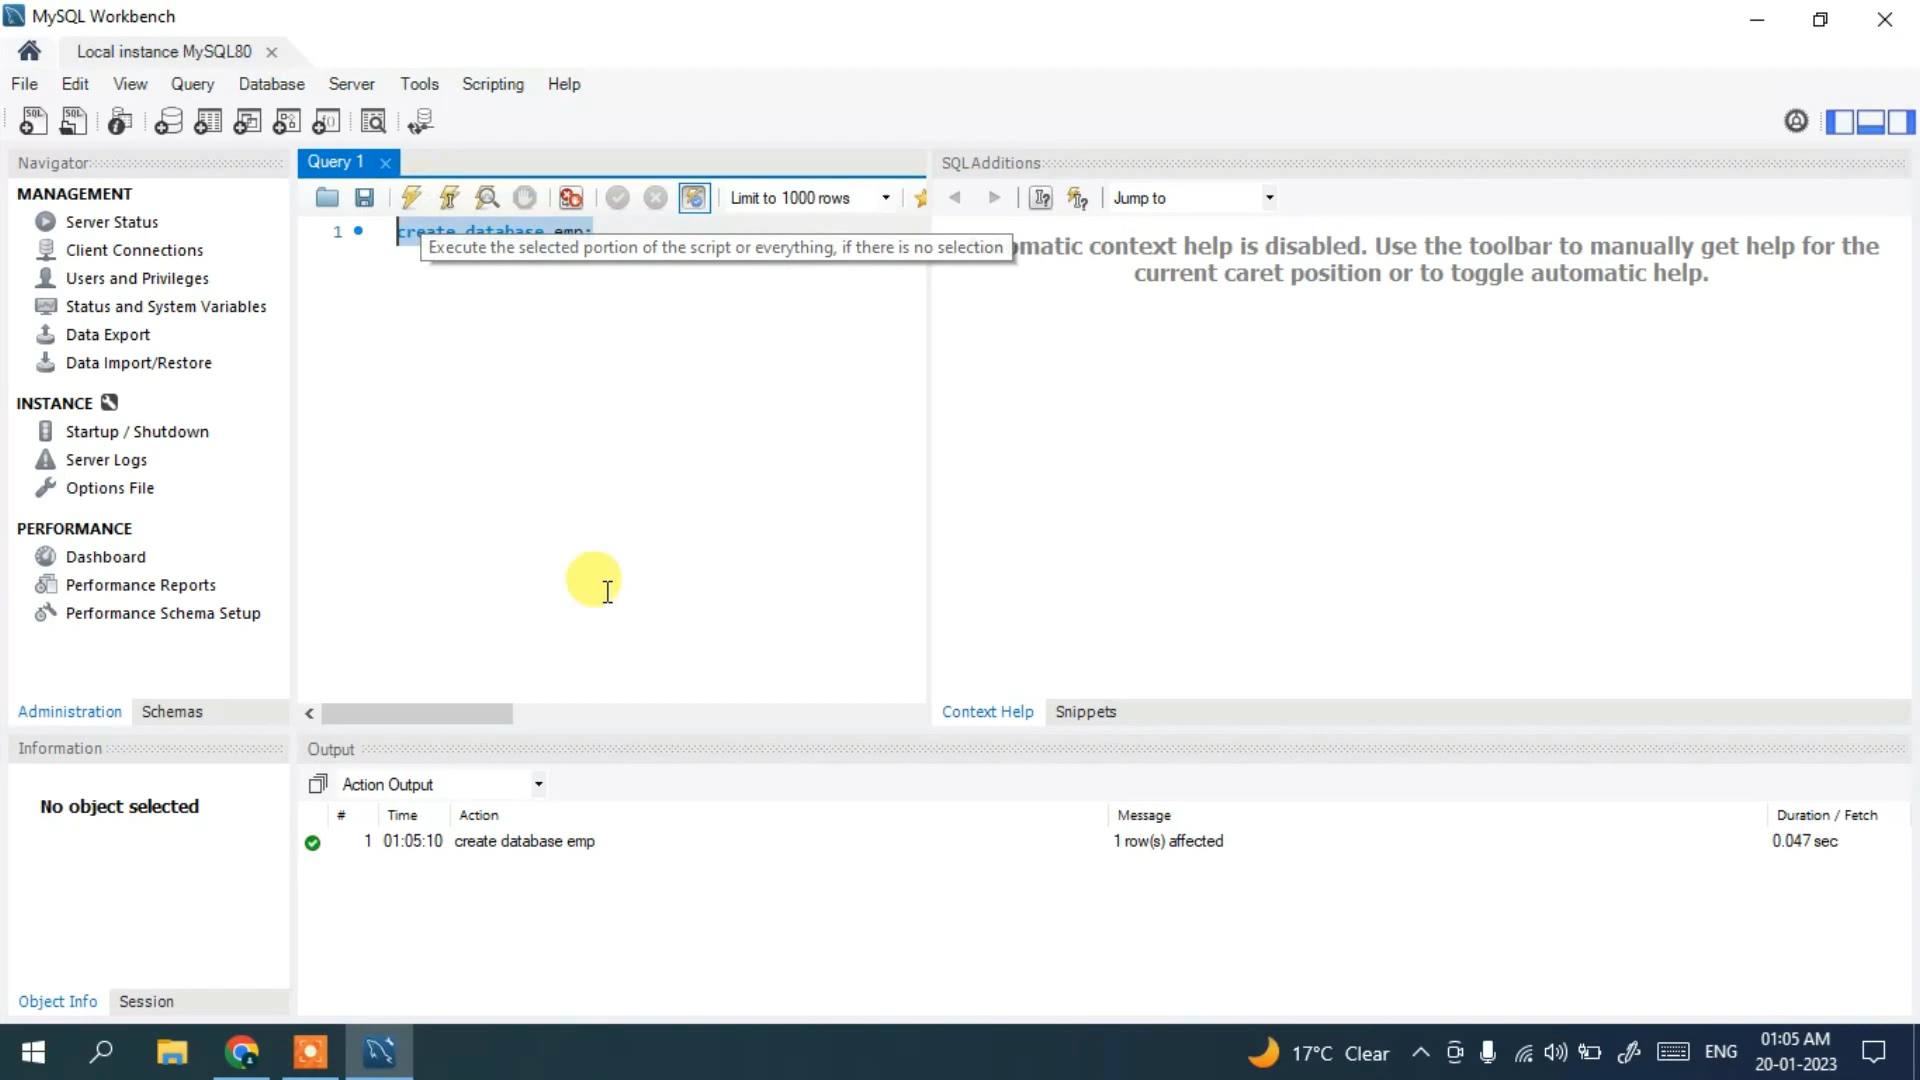 MySQL Workbench
Local instance MySQL80
File Edit View Query Database Server Tools Scripting Help
Navigator
MANAGEMENT
Server Status
Client Connections
Users and Privileges
Status and System Variables
Data Export
Data Import/Restore
INSTANCE
Startup / Shutdown
Server Logs
Options File
PERFORMANCE
Dashboard
Performance Reports
Performance Schema Setup
Administration Schemas
Query 1
Limit to 1000 rows
1 create database emp;
Execute the selected portion of the script or everything, if there is no selection
SQLAdditions
Jump to
omatic context help is disabled. Use the toolbar to manually get help for the
current caret position or to toggle automatic help.
Context Help Snippets
Information
No object selected
Object Info Session
Output
Action Output
# Time Action Message Duration / Fetch
1 01:05:10 create database emp 1 row(s) affected 0.047 sec
17°C Clear ENG
01:05 AM
20-01-2023